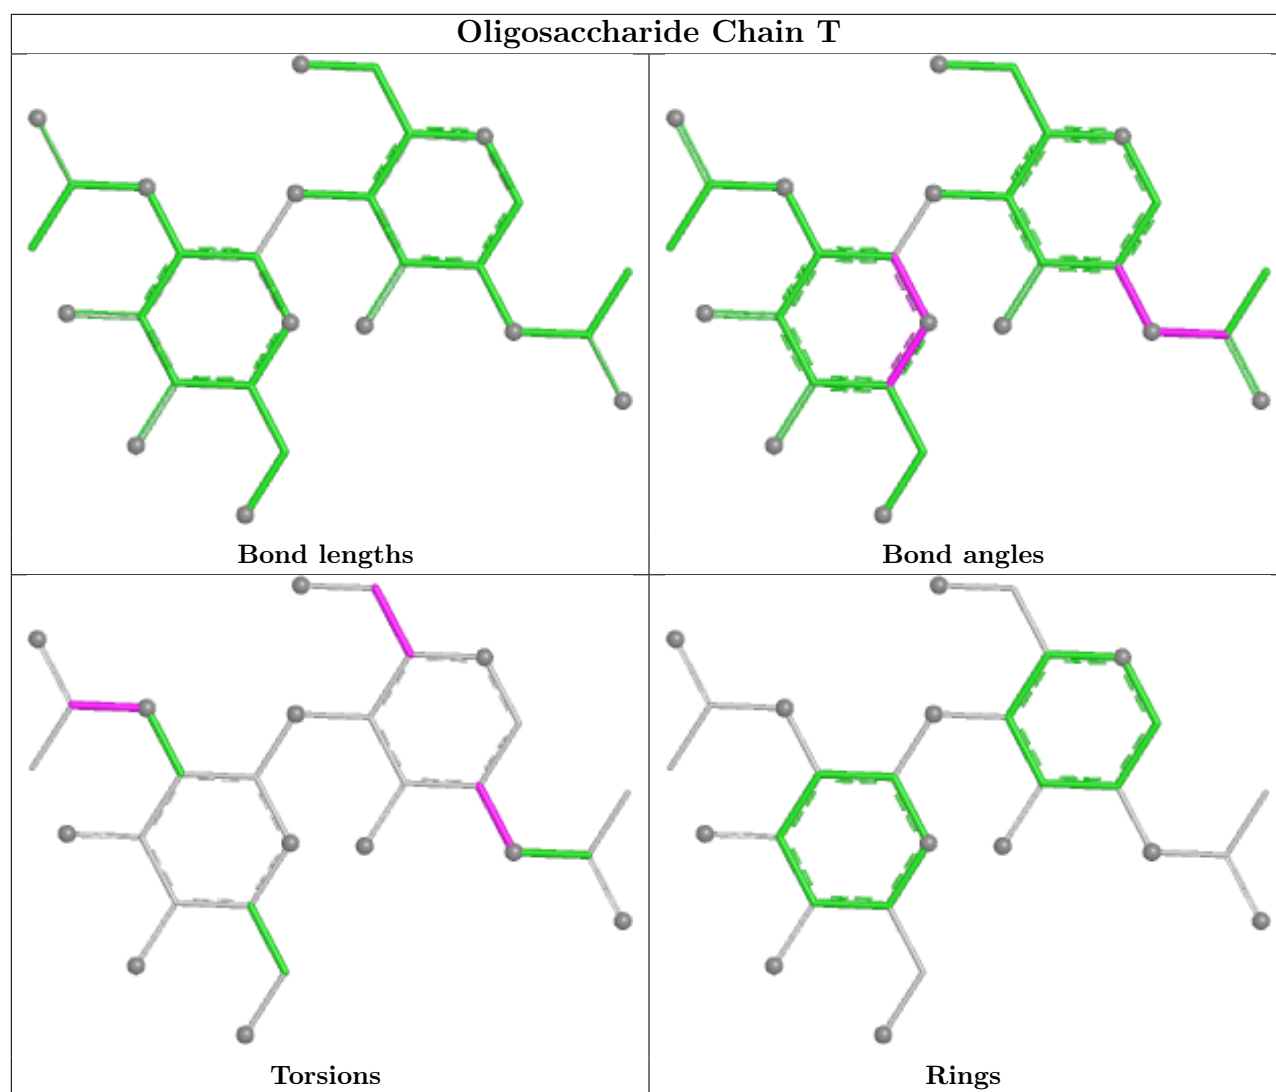 Oligosaccharide Chain T
Bond lengths
Bond angles
Torsions
Rings